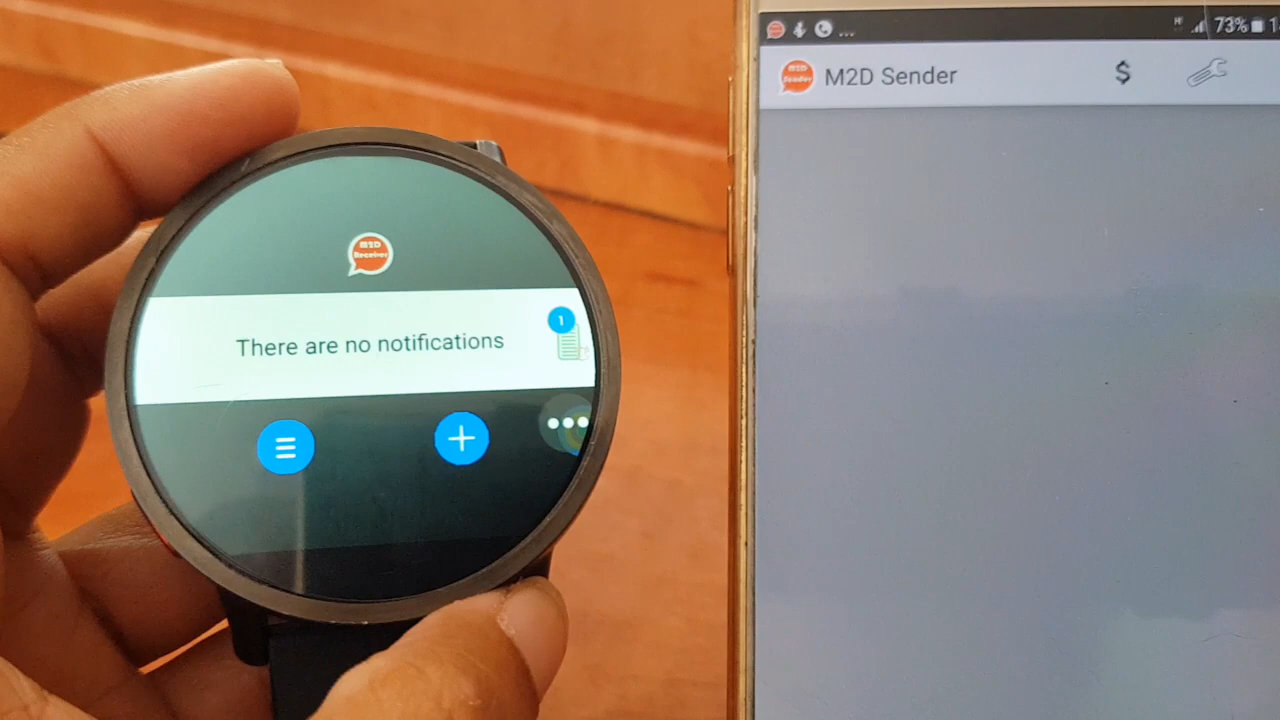 M2D
Receiver
There are no notifications
1
73%
M2D
Sender
M2D Sender
$